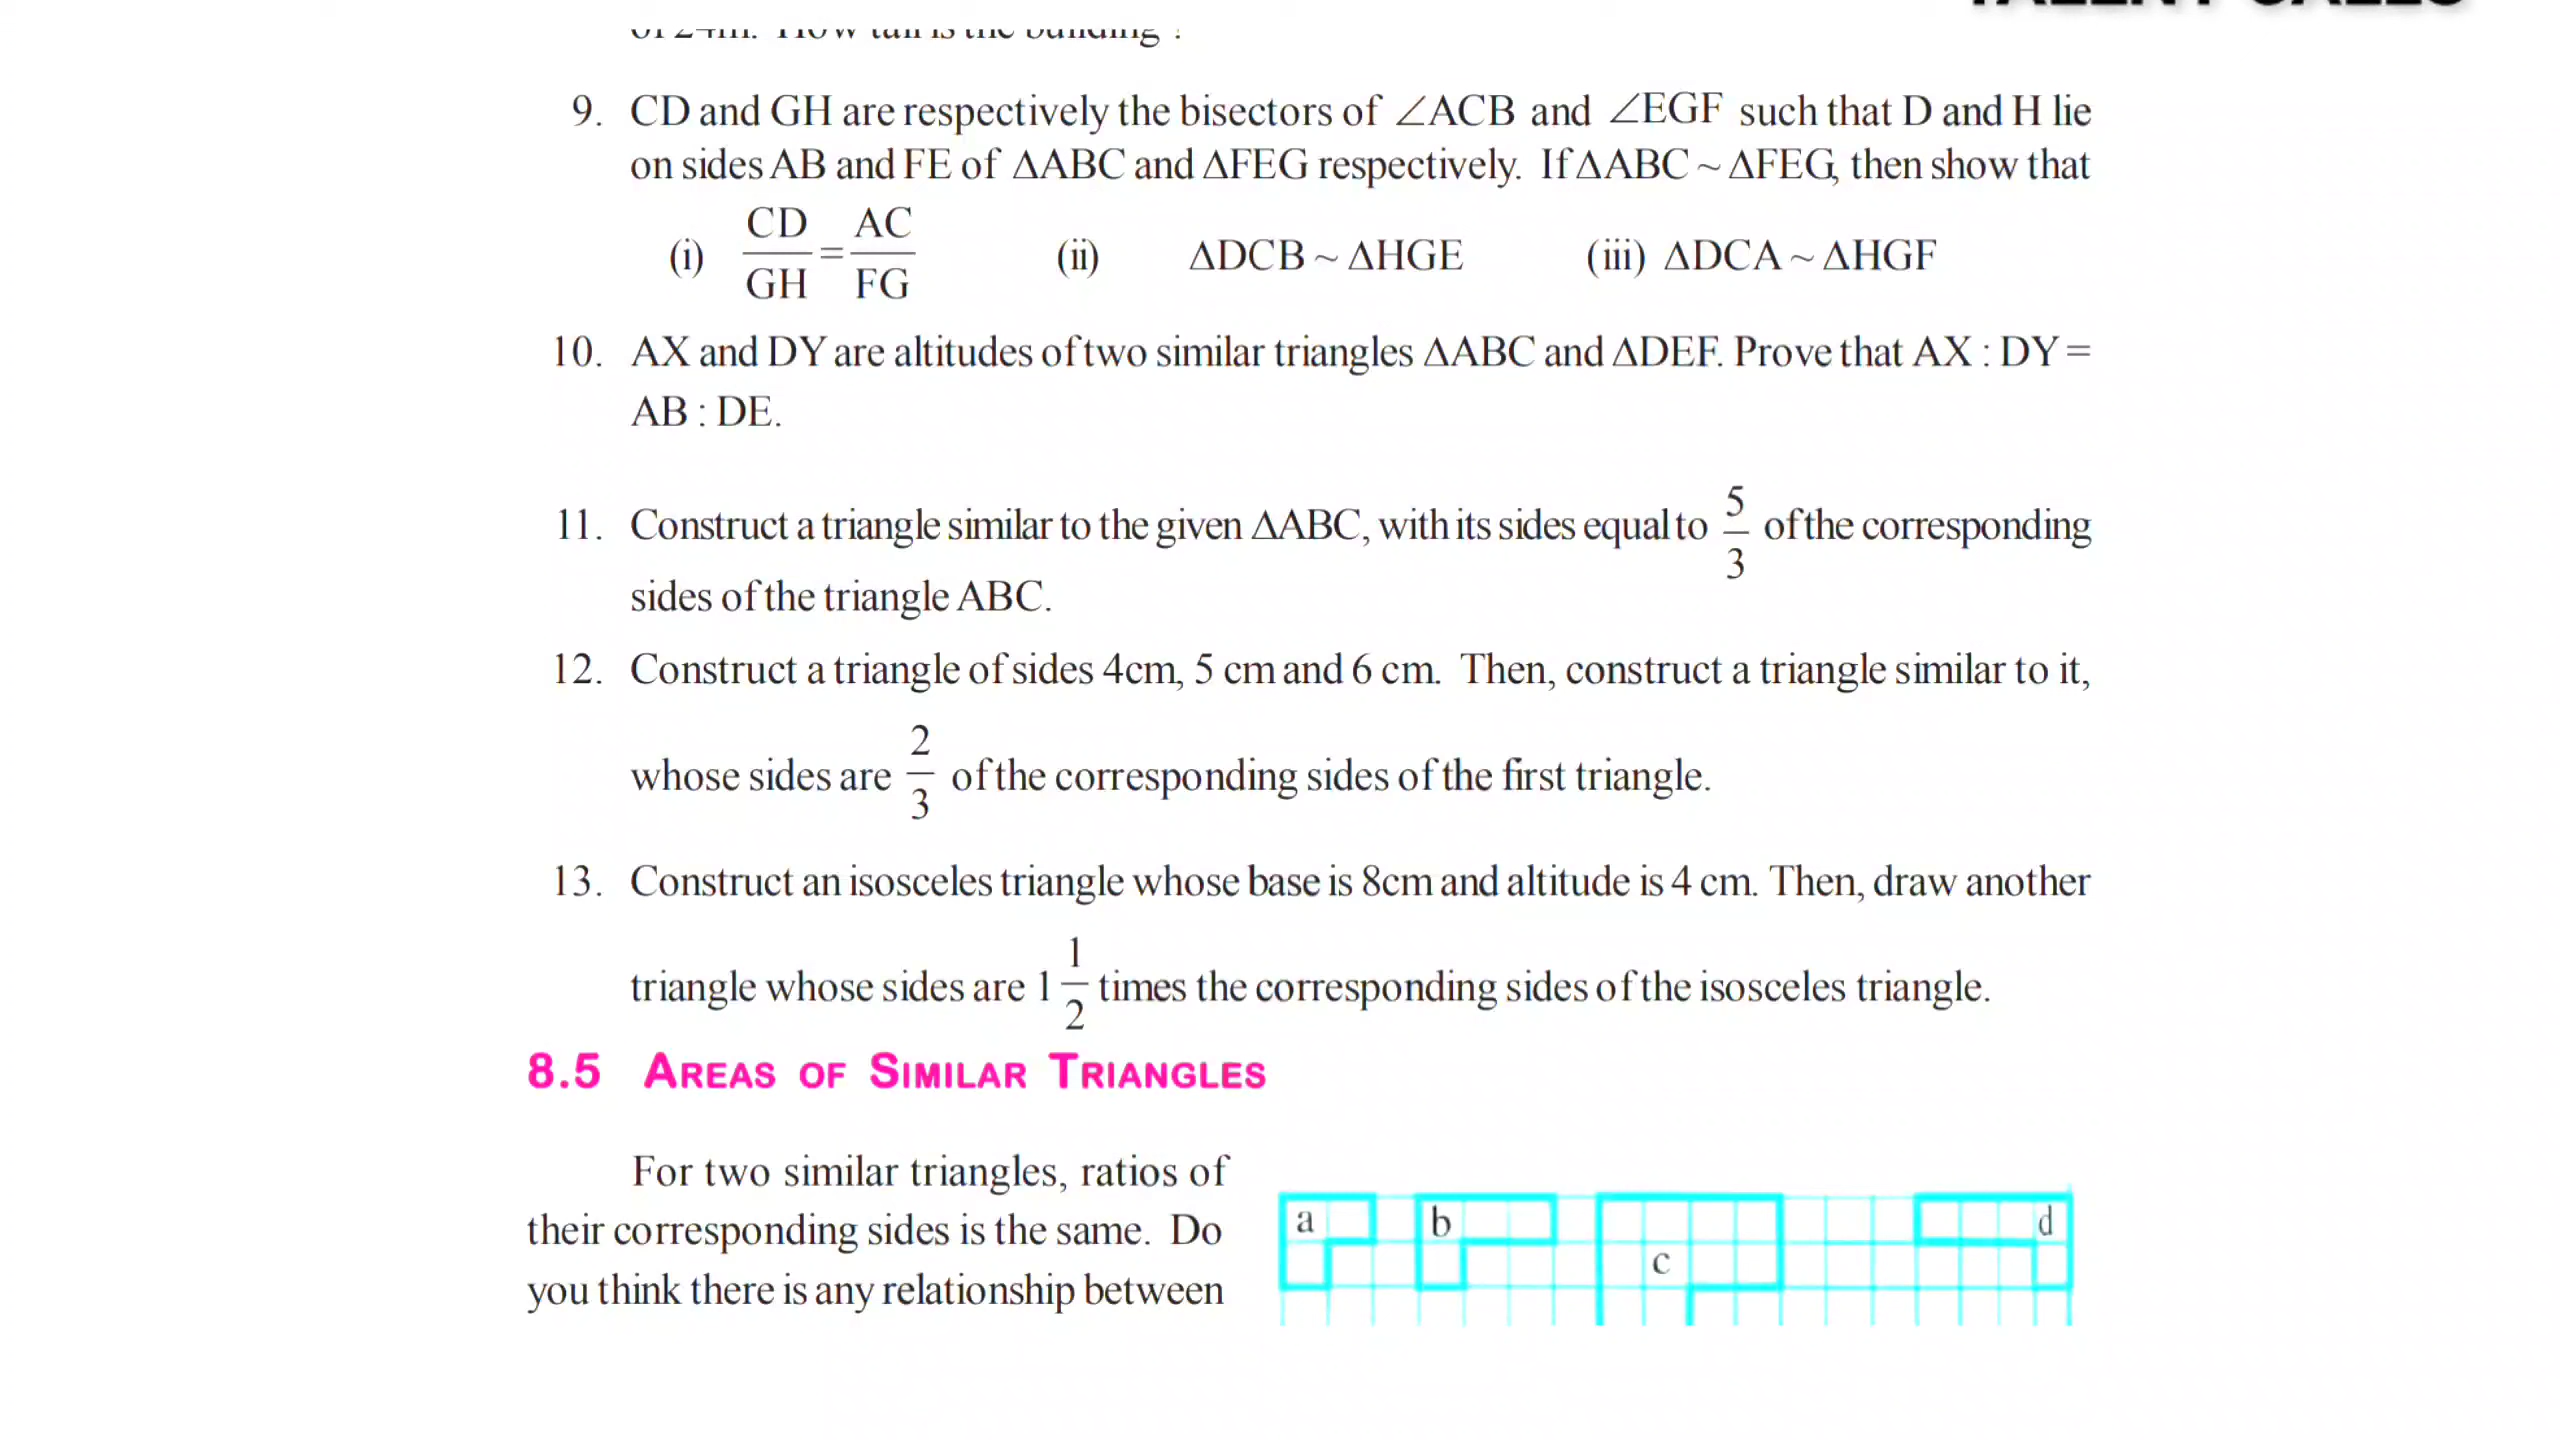 9. CD and GH are respectively the bisectors of ∠ACB and ∠EGF such that D and H lie
on sides AB and FE of ΔABC and ΔFEG respectively. If ΔABC ~ ΔFEG, then show that
(i) CD/GH = AC/FG (ii) ΔDCB ~ ΔHGE (iii) ΔDCA ~ ΔHGF
10. AX and DY are altitudes of two similar triangles ΔABC and ΔDEF. Prove that AX : DY =
AB : DE.
11. Construct a triangle similar to the given ΔABC, with its sides equal to 5/3 of the corresponding
sides of the triangle ABC.
12. Construct a triangle of sides 4cm, 5 cm and 6 cm. Then, construct a triangle similar to it,
whose sides are 2/3 of the corresponding sides of the first triangle.
13. Construct an isosceles triangle whose base is 8cm and altitude is 4 cm. Then, draw another
triangle whose sides are 1 1/2 times the corresponding sides of the isosceles triangle.
8.5 AREAS OF SIMILAR TRIANGLES
For two similar triangles, ratios of
their corresponding sides is the same. Do
you think there is any relationship between
a b c d